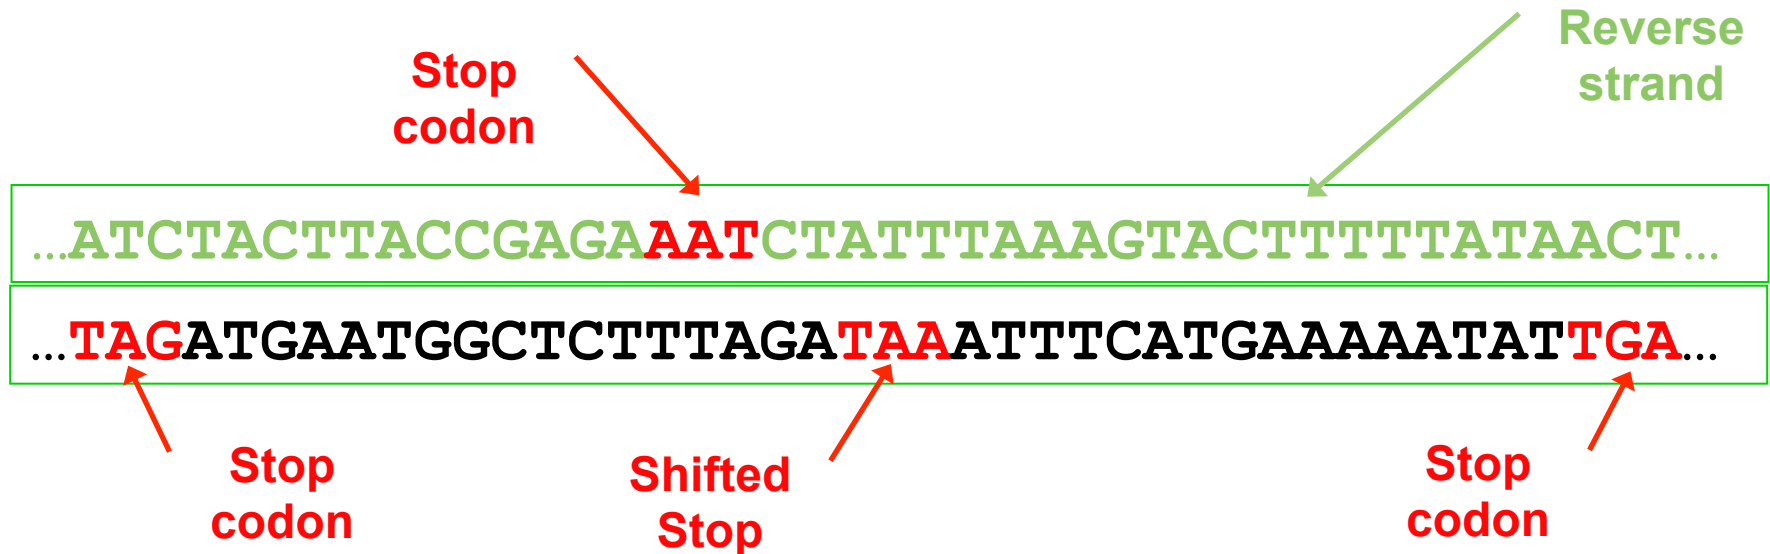 Reverse
strand
Stop
codon
...ATCTACTTACCGAGAAATCTATTTAAAGTACTTTTTATAACT...
...TAGATGAATGGCTCTTTAGATAAATTTCATGAAAAATATTGA...
Stop
codon
Shifted
Stop
Stop
codon